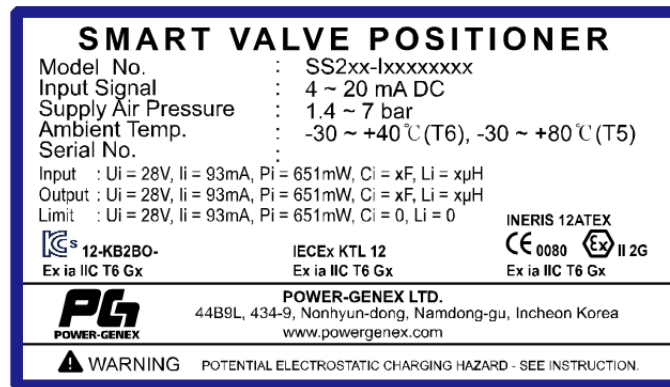 SMART VALVE POSITIONER
Model No. : SS2xx-Ixxxxxxxx
Input Signal : 4 ~ 20 mA DC
Supply Air Pressure : 1.4 ~ 7 bar
Ambient Temp. : -30 ~ +40℃(T6), -30 ~ +80℃(T5)
Serial No. :
Input : Ui = 28V, Ii = 93mA, Pi = 651mW, Ci = xF, Li = xµH
Output : Ui = 28V, Ii = 93mA, Pi = 651mW, Ci = xF, Li = xµH
Limit : Ui = 28V, Ii = 93mA, Pi = 651mW, Ci = 0, Li = 0
INERIS 12ATEX
KCs 12-KB2BO- IECEx KTL 12 CE 0080 Ex II 2G
Ex ia IIC T6 Gx Ex ia IIC T6 Gx Ex ia IIC T6 Gx
PG POWER-GENEX LTD.
44B9L, 434-9, Nonhyun-dong, Namdong-gu, Incheon Korea
POWER-GENEX www.powergenex.com
WARNING POTENTIAL ELECTROSTATIC CHARGING HAZARD - SEE INSTRUCTION.